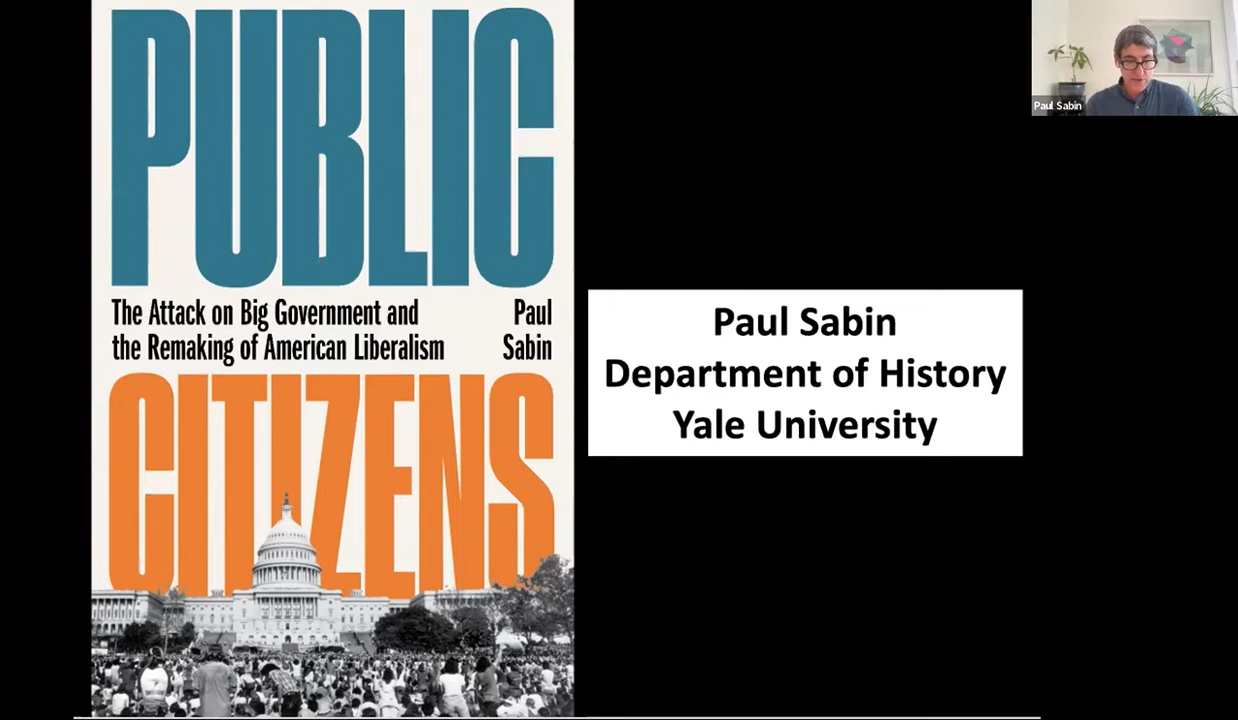 PUBLIC
The Attack on Big Government and
the Remaking of American Liberalism
Paul
Sabin
CITIZENS
Paul Sabin
Department of History
Yale University
Paul Sabin